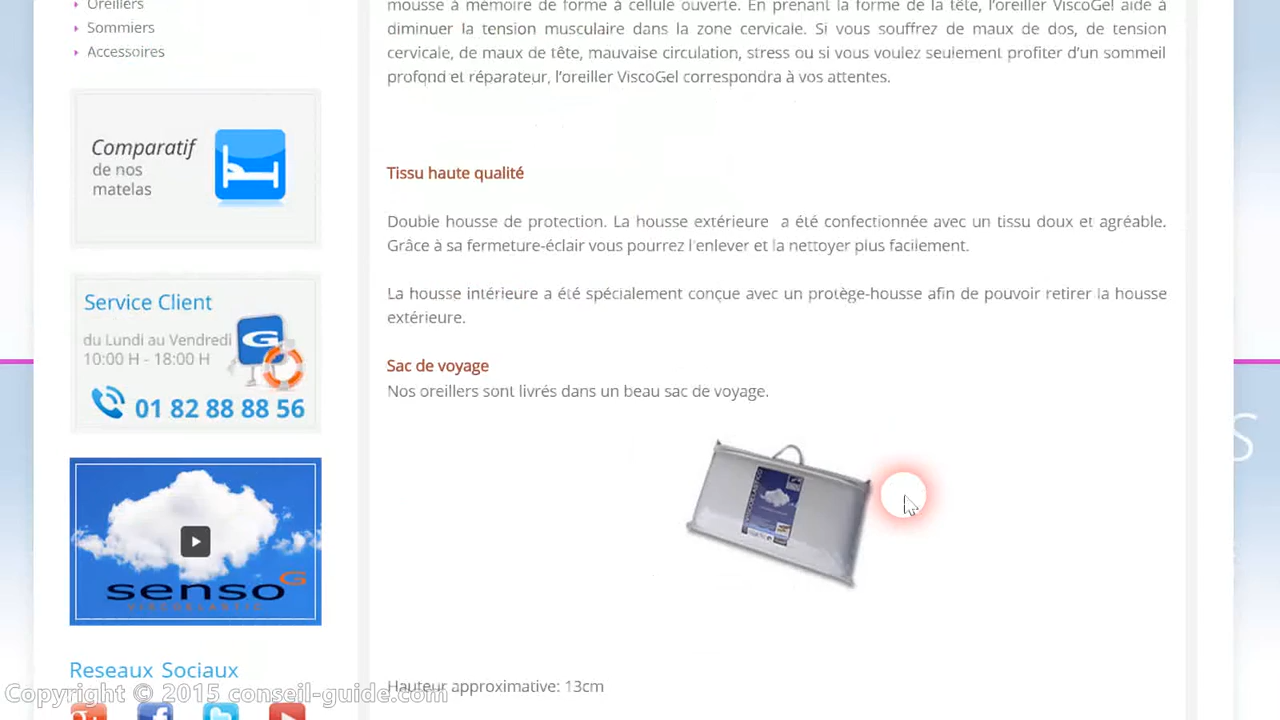 Oreillers
Sommiers
Accessoires
Comparatif
de nos
matelas
Service Client
du Lundi au Vendredi
10:00 H - 18:00 H
G
01 82 88 88 56
senso G
VISCOELASTIC
Reseaux Sociaux
mousse à mémoire de forme à cellule ouverte. En prenant la forme de la tête, l'oreiller ViscoGel aide à
diminuer la tension musculaire dans la zone cervicale. Si vous souffrez de maux de dos, de tension
cervicale, de maux de tête, mauvaise circulation, stress ou si vous voulez seulement profiter d'un sommeil
profond et réparateur, l'oreiller ViscoGel correspondra à vos attentes.
Tissu haute qualité
Double housse de protection. La housse extérieure a été confectionnée avec un tissu doux et agréable.
Grâce à sa fermeture-éclair vous pourrez l'enlever et la nettoyer plus facilement.
La housse intérieure a été spécialement conçue avec un protège-housse afin de pouvoir retirer la housse
extérieure.
Sac de voyage
Nos oreillers sont livrés dans un beau sac de voyage.
Hauteur approximative: 13cm
S
Copyright © 2015 conseil-guide.com